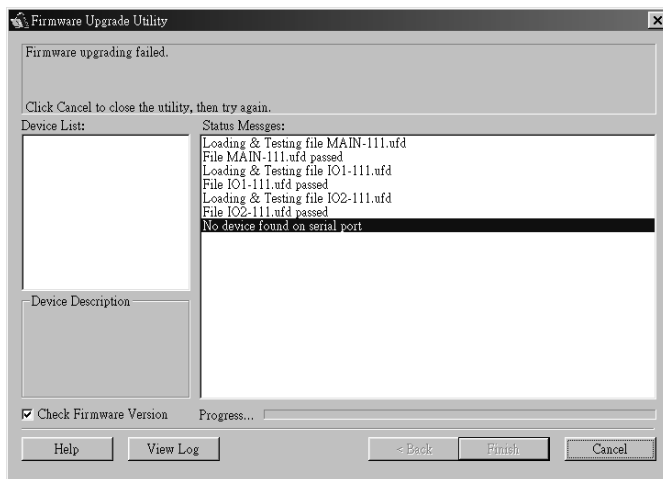 Firmware Upgrade Utility
Firmware upgrading failed.
Click Cancel to close the utility, then try again.
Device List:
Status Messges:
Loading & Testing file MAIN-111.ufd
File MAIN-111.ufd passed
Loading & Testing file IO1-111.ufd
File IO1-111.ufd passed
Loading & Testing file IO2-111.ufd
File IO2-111.ufd passed
No device found on serial port
Device Description
Check Firmware Version
Progress...
Help
View Log
< Back
Finish
Cancel